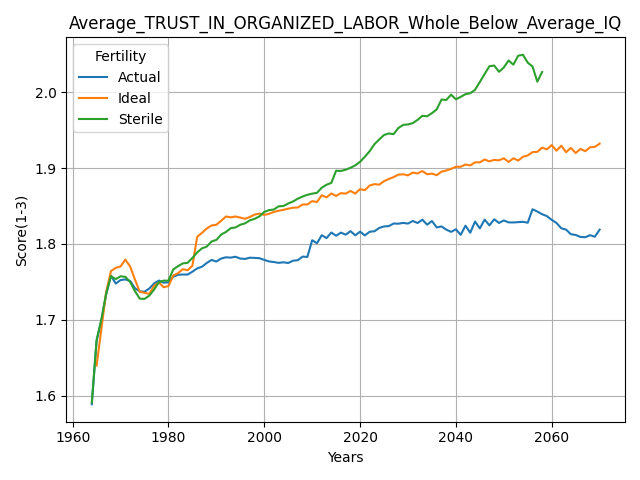 Average_TRUST_IN_ORGANIZED_LABOR_Whole_Below_Average_IQ
Fertility
Actual
Ideal
Sterile
Score(1-3)
2.0
1.9
1.8
1.7
1.6
1960
1980
2000
2020
2040
2060
Years